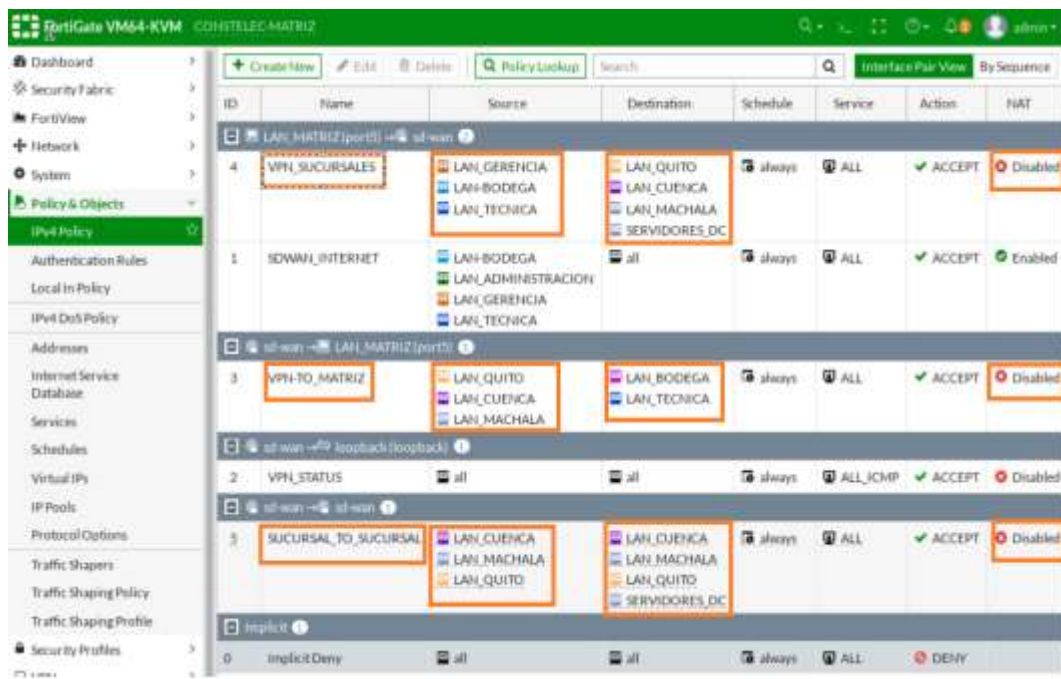 FortiGate VM64-KVM CONSTELEC-MATRIZ
admin
Dashboard
Security Fabric
FortiView
Network
System
Policy & Objects
IPv4 Policy
Authentication Rules
Local In Policy
IPv4 DoS Policy
Addresses
Internet Service
Database
Services
Schedules
Virtual IPs
IP Pools
Protocol Options
Traffic Shapers
Traffic Shaping Policy
Traffic Shaping Profile
Security Profiles
+ Create New Edit Delete Policy Lookup Search Interface Pair View By Sequence
ID Name Source Destination Schedule Service Action NAT
LAN_MATRIZ (port5) → sd-wan 2
4 VPN_SUCURSALES LAN_GERENCIA LAN_QUITO always ALL ACCEPT Disabled
LAN-BODEGA LAN_CUENCA
LAN_TECNICA LAN_MACHALA
SERVIDORES_DC
1 SDWAN_INTERNET LAN-BODEGA all always ALL ACCEPT Enabled
LAN_ADMINISTRACION
LAN_GERENCIA
LAN_TECNICA
sd-wan → LAN_MATRIZ (port5) 1
3 VPN-TO_MATRIZ LAN_QUITO LAN_BODEGA always ALL ACCEPT Disabled
LAN_CUENCA LAN_TECNICA
LAN_MACHALA
sd-wan → loopback (loopback) 1
2 VPN_STATUS all all always ALL_ICMP ACCEPT Disabled
sd-wan → sd-wan 1
5 SUCURSAL_TO_SUCURSAL LAN_CUENCA LAN_CUENCA always ALL ACCEPT Disabled
LAN_MACHALA LAN_MACHALA
LAN_QUITO LAN_QUITO
SERVIDORES_DC
Implicit 1
0 Implicit Deny all all always ALL DENY